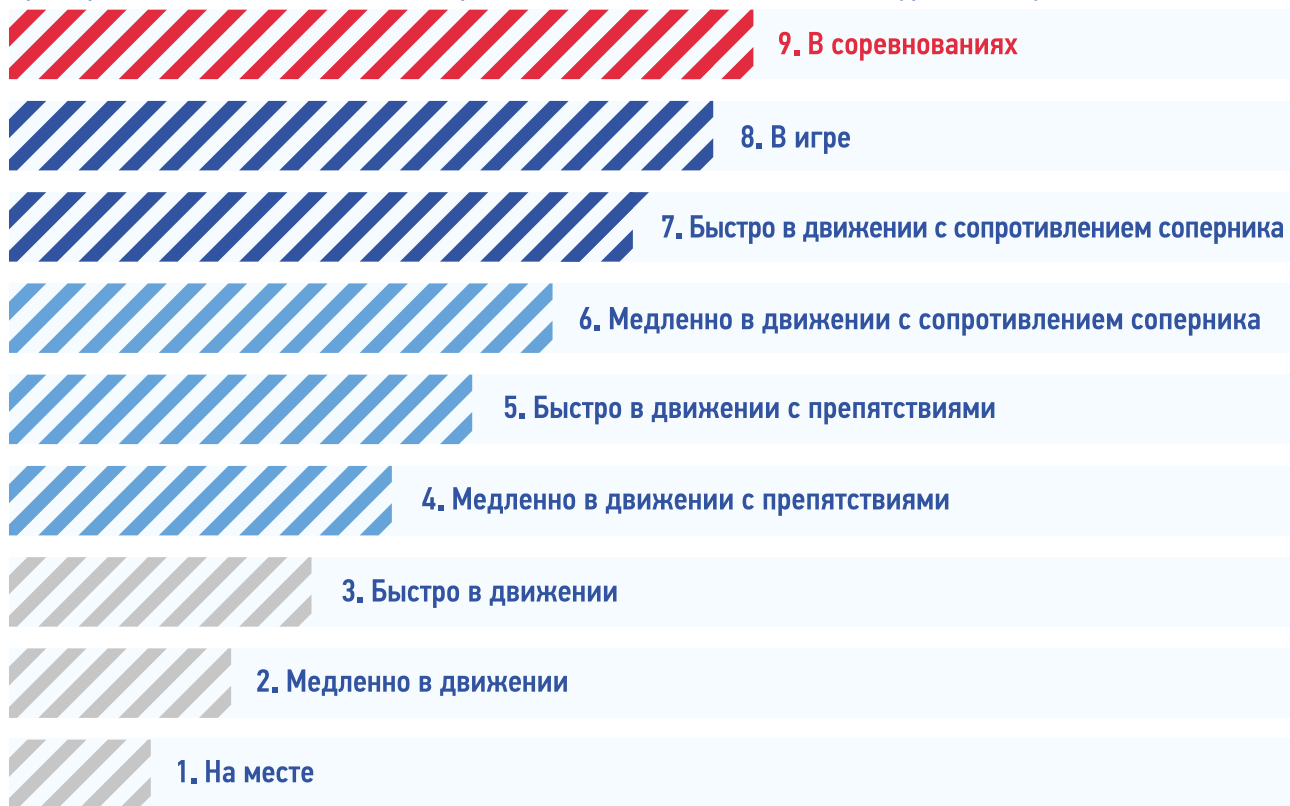 9. В соревнованиях
8. В игре
7. Быстро в движении с сопротивлением соперника
6. Медленно в движении с сопротивлением соперника
5. Быстро в движении с препятствиями
4. Медленно в движении с препятствиями
3. Быстро в движении
2. Медленно в движении
1. На месте